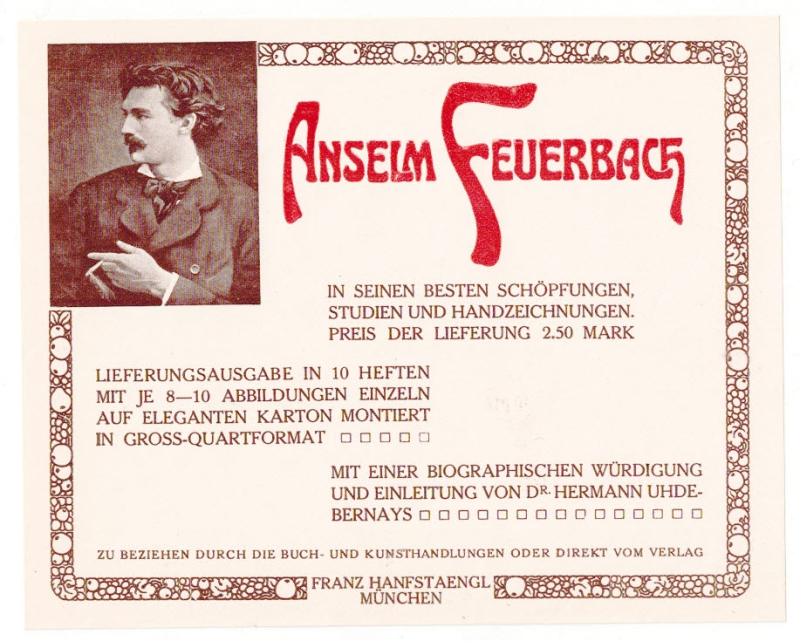 ANSELM FEUERBACH
IN SEINEN BESTEN SCHÖPFUNGEN,
STUDIEN UND HANDZEICHNUNGEN.
PREIS DER LIEFERUNG 2.50 MARK
LIEFERUNGSAUSGABE IN 10 HEFTEN
MIT JE 8—10 ABBILDUNGEN EINZELN
AUF ELEGANTEN KARTON MONTIERT
IN GROSS-QUARTFORMAT □ □ □ □ □
MIT EINER BIOGRAPHISCHEN WÜRDIGUNG
UND EINLEITUNG VON DR. HERMANN UHDE-
BERNAYS □ □ □ □ □ □ □ □ □ □ □ □ □ □ □
ZU BEZIEHEN DURCH DIE BUCH- UND KUNSTHANDLUNGEN ODER DIREKT VOM VERLAG
FRANZ HANFSTAENGL
MÜNCHEN